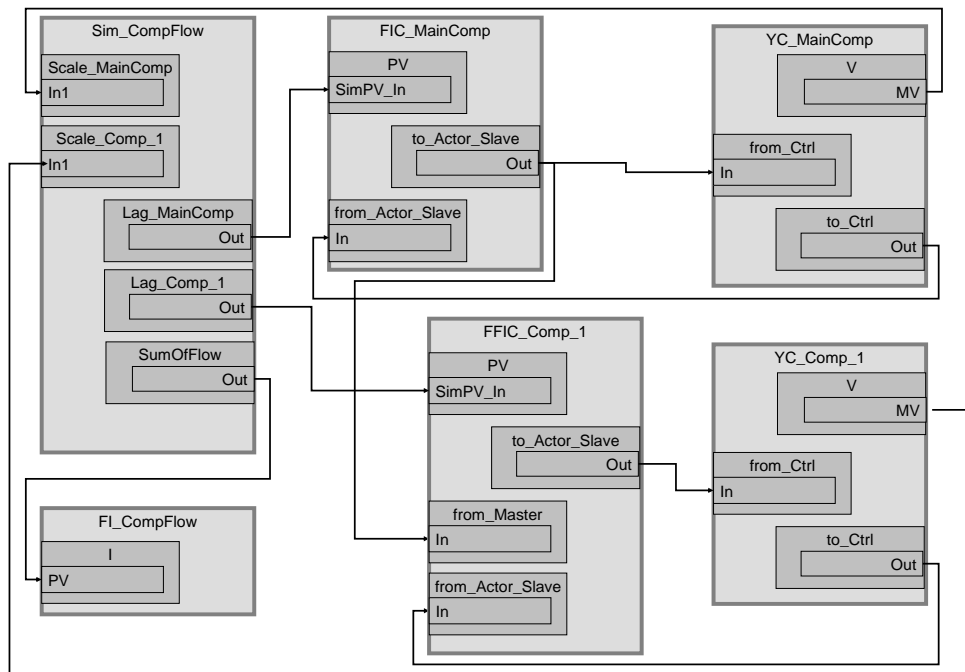 Sim_CompFlow
Scale_MainComp
In1
Scale_Comp_1
In1
Lag_MainComp
Out
Lag_Comp_1
Out
SumOfFlow
Out
FI_CompFlow
I
PV
FIC_MainComp
PV
SimPV_In
to_Actor_Slave
Out
from_Actor_Slave
In
FFIC_Comp_1
PV
SimPV_In
to_Actor_Slave
Out
from_Master
In
from_Actor_Slave
In
YC_MainComp
V
MV
from_Ctrl
In
to_Ctrl
Out
YC_Comp_1
V
MV
from_Ctrl
In
to_Ctrl
Out